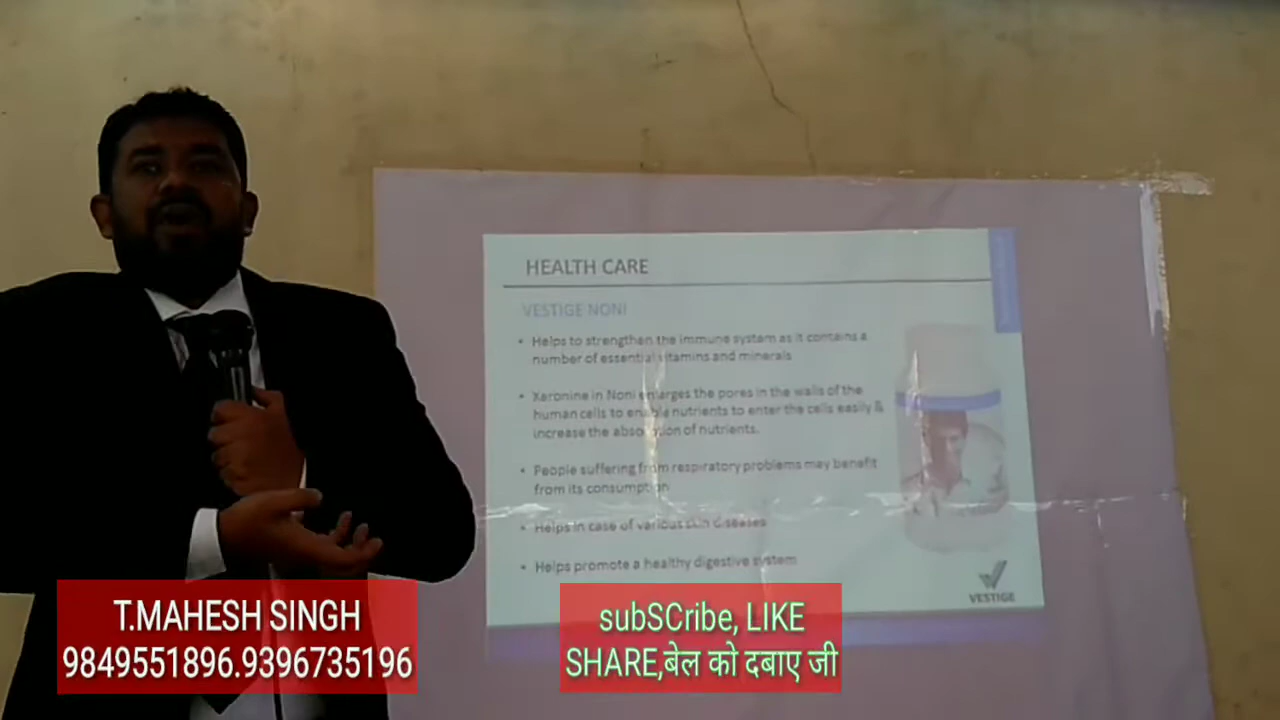 HEALTH CARE
VESTIGE NONI
• Helps to strengthen the immune system as it contains a
number of essential vitamins and minerals
• Xaronine in Noni enlarges the pores in the walls of the
human cells to enable nutrients to enter the cells easily &
increase the absorption of nutrients.
• People suffering from respiratory problems may benefit
from its consumption
• Helps in case of various skin diseases
• Helps promote a healthy digestive system
VESTIGE
T.MAHESH SINGH
9849551896.9396735196
subSCribe, LIKE
SHARE,बेल को दबाए जी